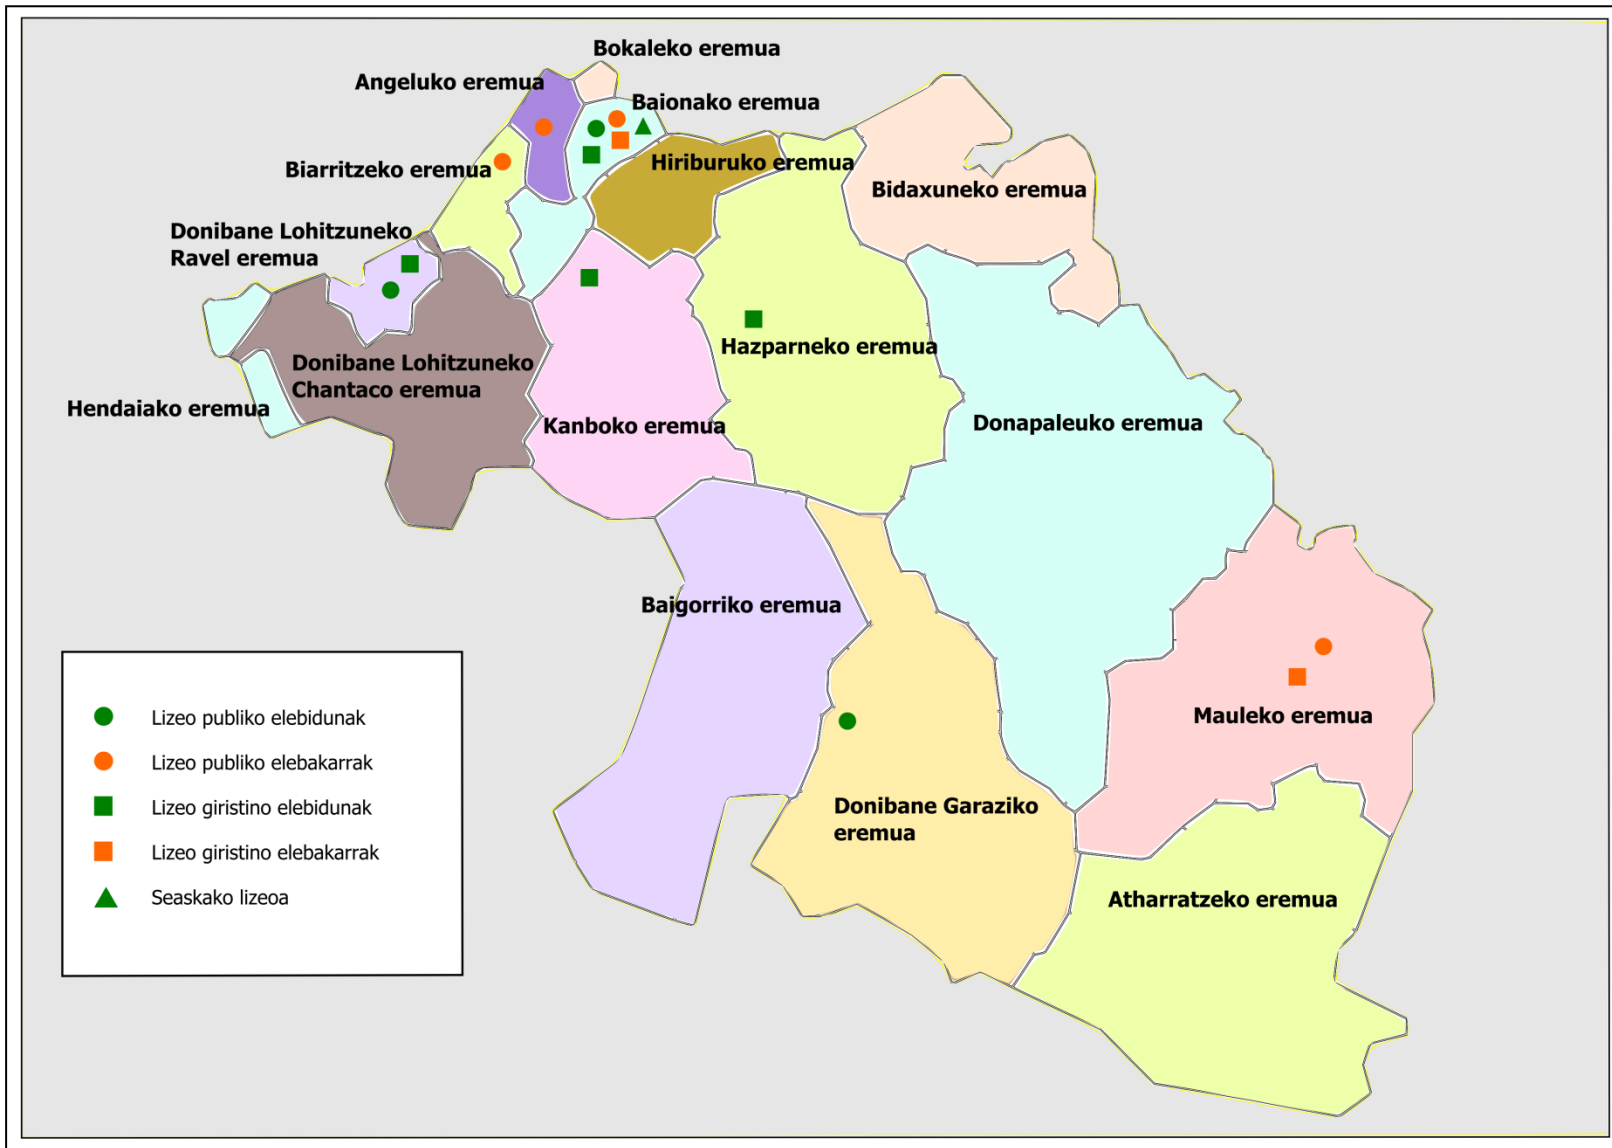 Bokaleko eremua
Angeluko eremua
Baionako eremua
Biarritzeko eremua
Hiriburuko eremua
Bidaxuneko eremua
Donibane Lohitzuneko
Ravel eremua
Hazparneko eremua
Donibane Lohitzuneko
Chantaco eremua
Hendaiako eremua
Kanboko eremua
Donapaleuko eremua
Baigorriko eremua
Mauleko eremua
Donibane Garaziko
eremua
Atharratzeko eremua
Lizeo publiko elebidunak
Lizeo publiko elebakarrak
Lizeo giristino elebidunak
Lizeo giristino elebakarrak
Seaskako lizeoa